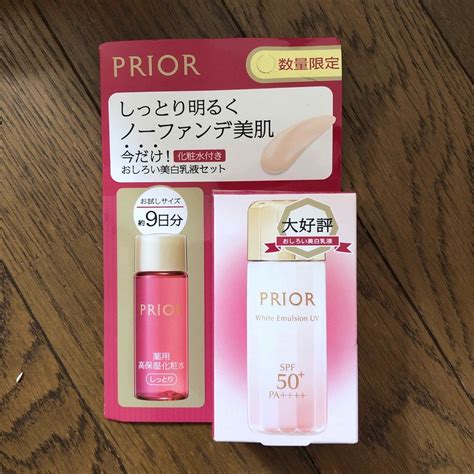 PRIOR
数量限定
しっとり明るく
ノーファンデ美肌
今だけ! 化粧水付き
おしろい美白乳液セット
お試しサイズ
約9日分
PRIOR
薬用
高保湿化粧水
しっとり
大好評
おしろい美白乳液
PRIOR
White Emulsion UV
SPF
50+
PA++++